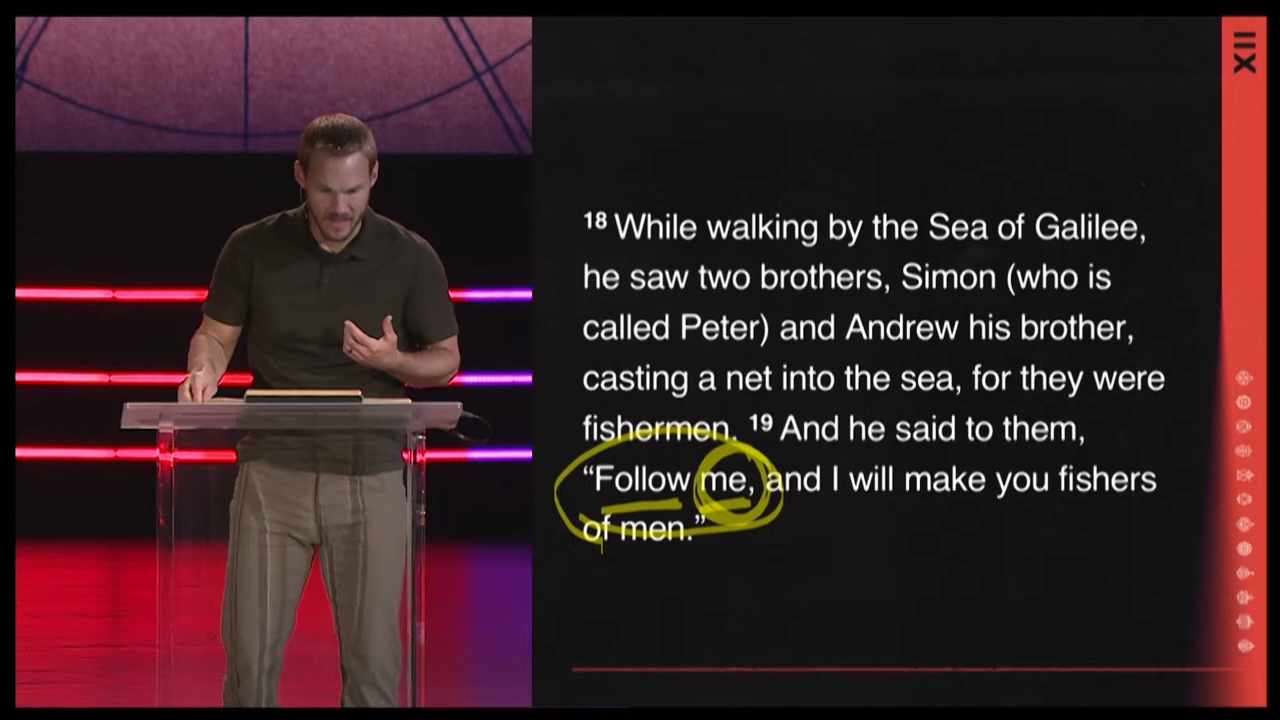 XII
18 While walking by the Sea of Galilee,
he saw two brothers, Simon (who is
called Peter) and Andrew his brother,
casting a net into the sea, for they were
fishermen. 19 And he said to them,
“Follow me, and I will make you fishers
of men.”